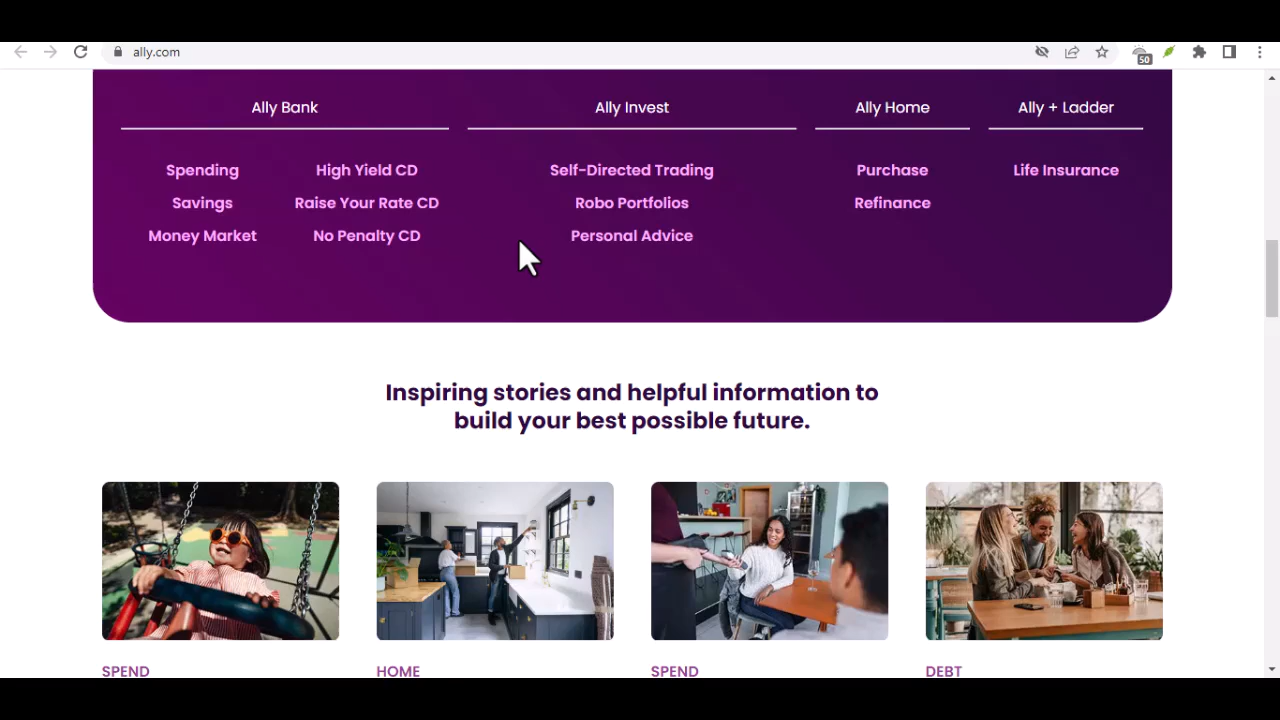 ally.com
50
Ally Bank
Ally Invest
Ally Home
Ally + Ladder
Spending
High Yield CD
Self-Directed Trading
Purchase
Life Insurance
Savings
Raise Your Rate CD
Robo Portfolios
Refinance
Money Market
No Penalty CD
Personal Advice
Inspiring stories and helpful information to
build your best possible future.
SPEND
HOME
SPEND
DEBT